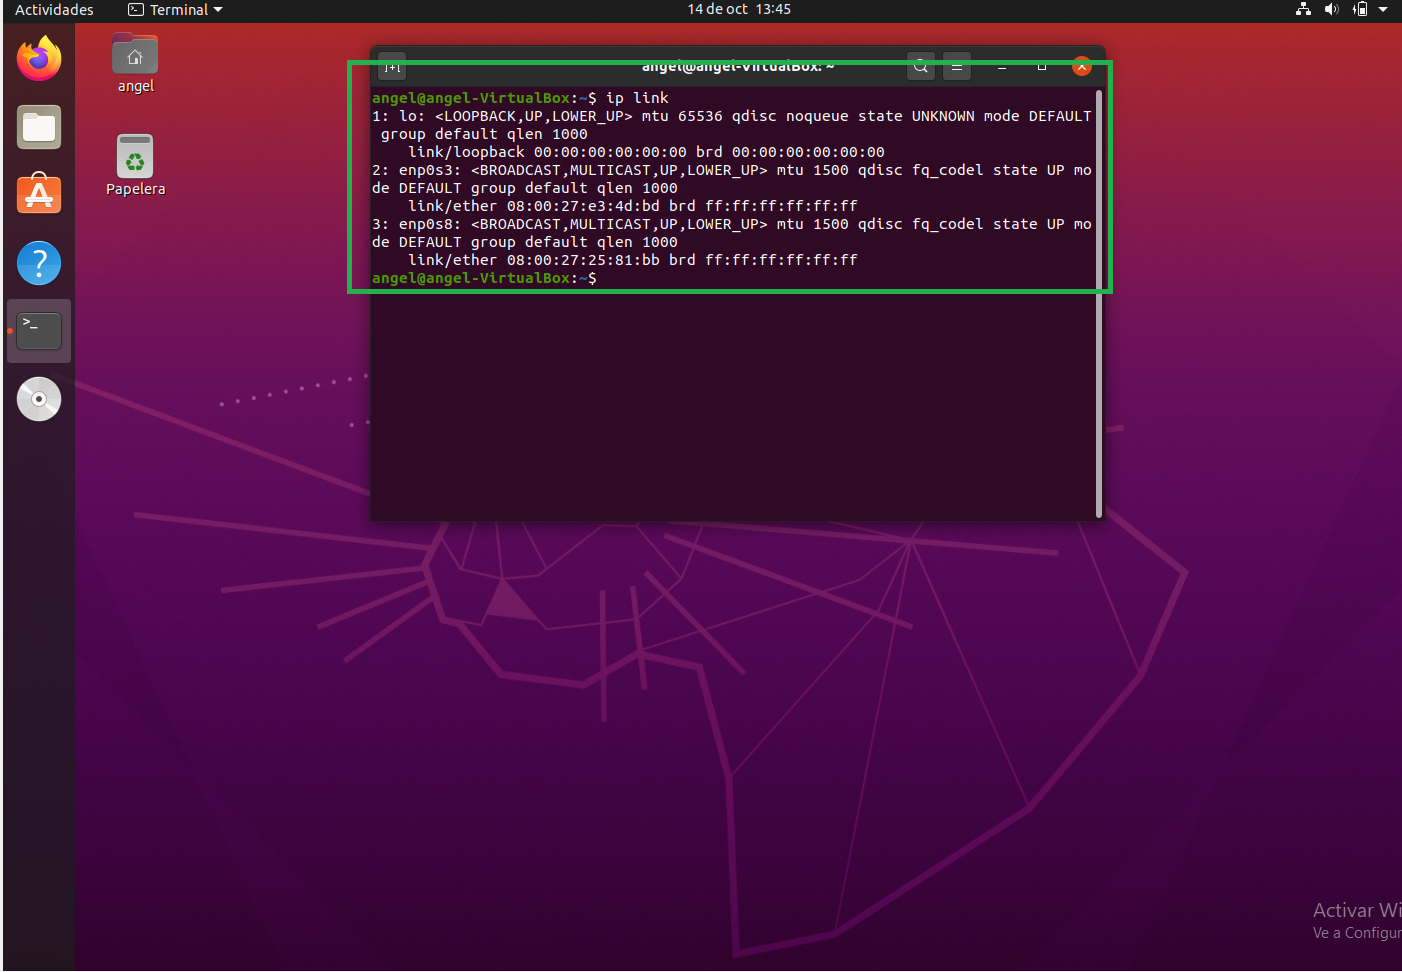 Actividades
Terminal
14 de oct 13:45
angel
Papelera
angel@angel-VirtualBox: ~
angel@angel-VirtualBox:~$ ip link
1: lo: <LOOPBACK,UP,LOWER_UP> mtu 65536 qdisc noqueue state UNKNOWN mode DEFAULT
group default qlen 1000
link/loopback 00:00:00:00:00:00 brd 00:00:00:00:00:00
2: enp0s3: <BROADCAST,MULTICAST,UP,LOWER_UP> mtu 1500 qdisc fq_codel state UP mo
de DEFAULT group default qlen 1000
link/ether 08:00:27:e3:4d:bd brd ff:ff:ff:ff:ff:ff
3: enp0s8: <BROADCAST,MULTICAST,UP,LOWER_UP> mtu 1500 qdisc fq_codel state UP mo
de DEFAULT group default qlen 1000
link/ether 08:00:27:25:81:bb brd ff:ff:ff:ff:ff:ff
angel@angel-VirtualBox:~$
Activar Wi
Ve a Configur